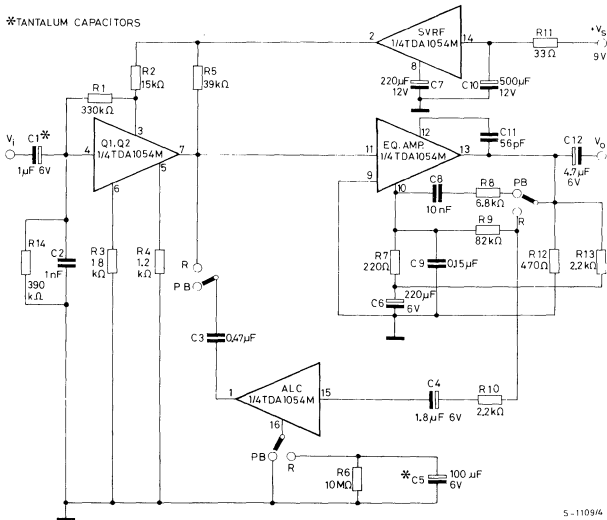 *TANTALUM CAPACITORS
2
SVRF
1/4TDA1054M
14
R11
33Ω
+Vs
9V
8
220µF
12V
C7
C10
500µF
12V
R1
330kΩ
R2
15kΩ
R5
39kΩ
Vi
C1*
1µF 6V
4
3
Q1,Q2
1/4TDA1054M
7
5
6
11
9
12
EQ. AMP.
1/4TDA1054M
13
10
C11
56pF
C12
4.7µF
6V
Vo
C8
10nF
R8
6.8kΩ
PB
R
R9
82kΩ
R14
390
kΩ
C2
1nF
R3
18
kΩ
R4
1.2
kΩ
R7
220Ω
C9
0.15µF
R12
470Ω
R13
2,2kΩ
C6
220µF
6V
R
PB
C3
0,47µF
1
ALC
1/4TDA1054M
15
16
C4
1.8µF 6V
R10
2,2kΩ
PB
R
R6
10MΩ
*C5
100µF
6V
5-1109/4